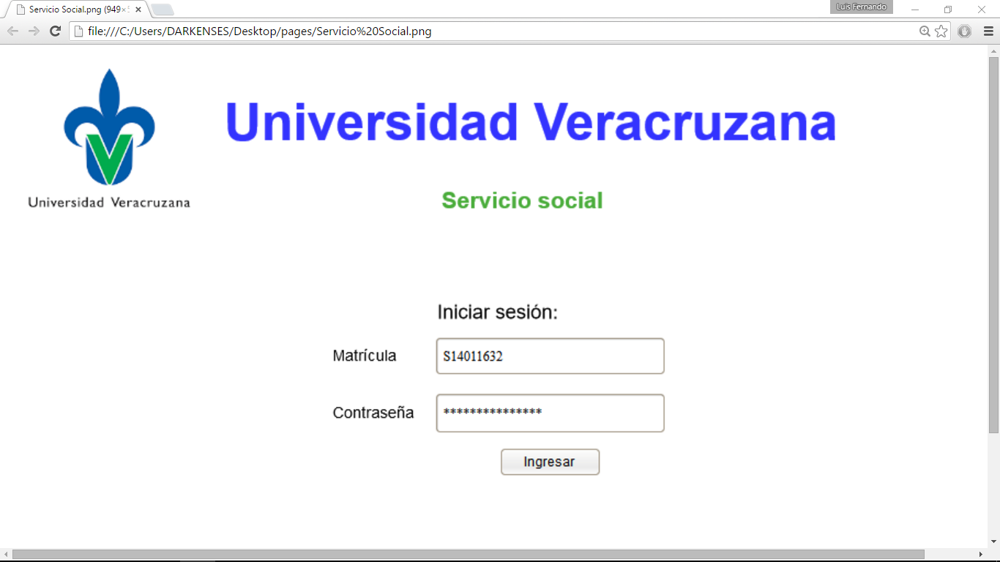 Servicio Social.png (949×5
Luis Fernando
file:///C:/Users/DARKENSES/Desktop/pages/Servicio%20Social.png
Universidad Veracruzana
Universidad Veracruzana
Servicio social
Iniciar sesión:
Matrícula
S14011632
Contraseña
***************
Ingresar